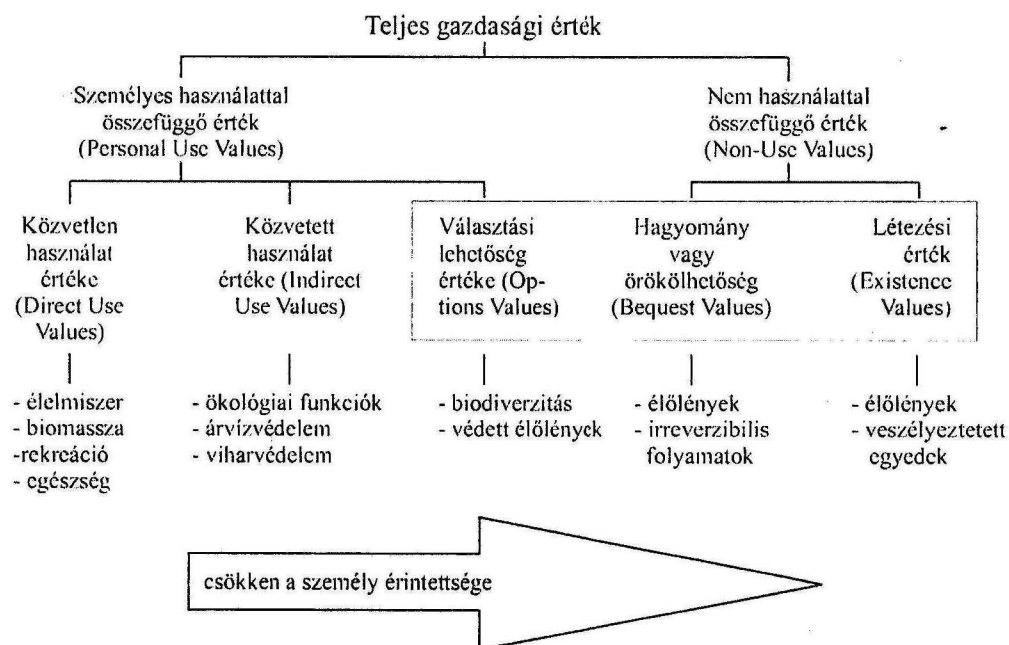 Teljes gazdasági érték
Személyes használattal
összefüggő érték
(Personal Use Values)
Nem használattal
összefüggő érték
(Non-Use Values)
Közvetlen
használat
értéke
(Direct Use
Values)
Közvetett
használat
értéke (Indirect
Use Values)
Választási
lehetőség
értéke (Op-
tions Values)
Hagyomány
vagy
örökölhetőség
(Bequest Values)
Létezési
érték
(Existence
Values)
- élelmiszer
- biomassza
-rekreáció
- egészség
- ökológiai funkciók
- árvízvédelem
- viharvédelem
- biodiverzitás
- védett élőlények
- élőlények
- irreverzibilis
folyamatok
- élőlények
- veszélyeztetett
egyedek
csökken a személy érintettsége